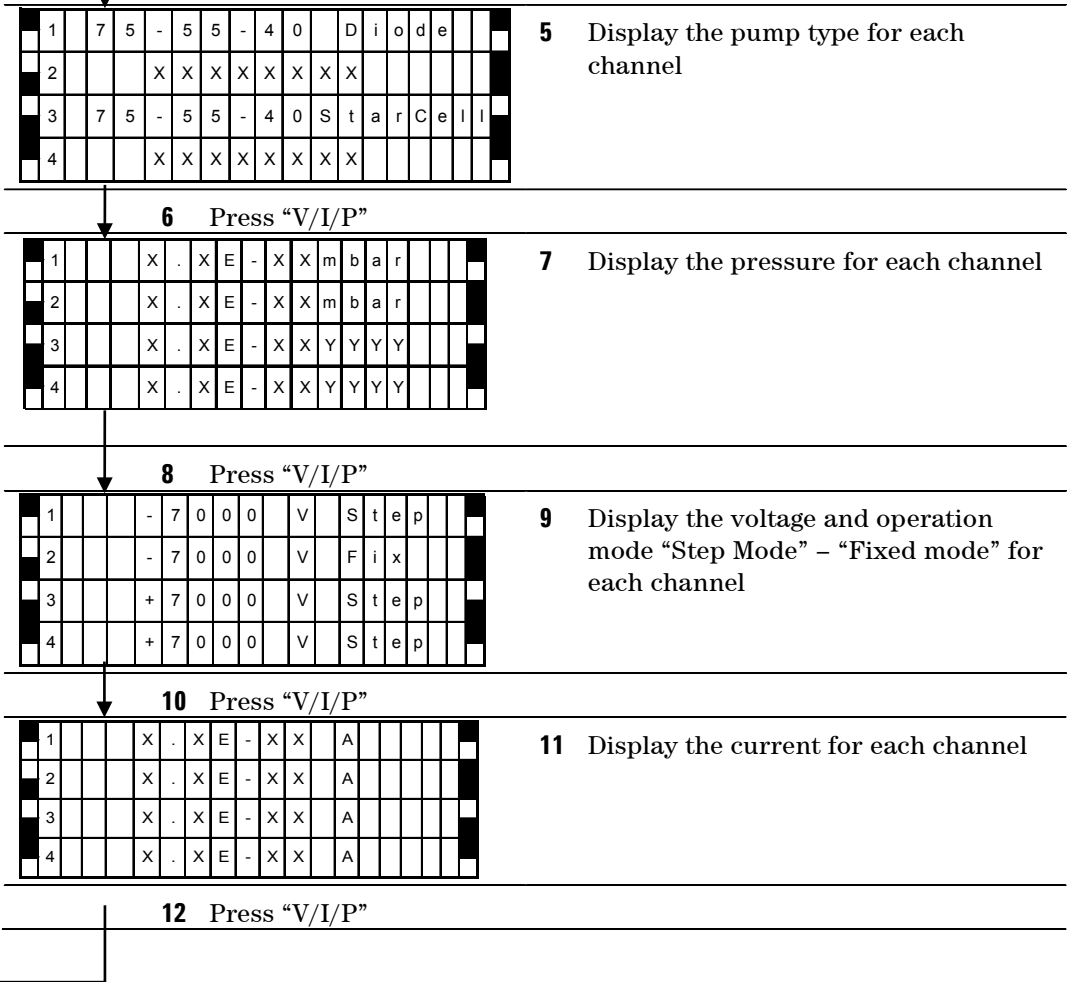 1 75-55-40 Diode
2 XXXXXXXX
3 75-55-40StarCell
4 XXXXXXXX
5 Display the pump type for each
channel
6 Press “V/I/P”
1 X.XE-XXmbar
2 X.XE-XXmbar
3 X.XE-XXYYYY
4 X.XE-XXYYYY
7 Display the pressure for each channel
8 Press “V/I/P”
1 -7000 V Step
2 -7000 V Fix
3 +7000 V Step
4 +7000 V Step
9 Display the voltage and operation
mode “Step Mode” – “Fixed mode” for
each channel
10 Press “V/I/P”
1 X.XE-XX A
2 X.XE-XX A
3 X.XE-XX A
4 X.XE-XX A
11 Display the current for each channel
12 Press “V/I/P”